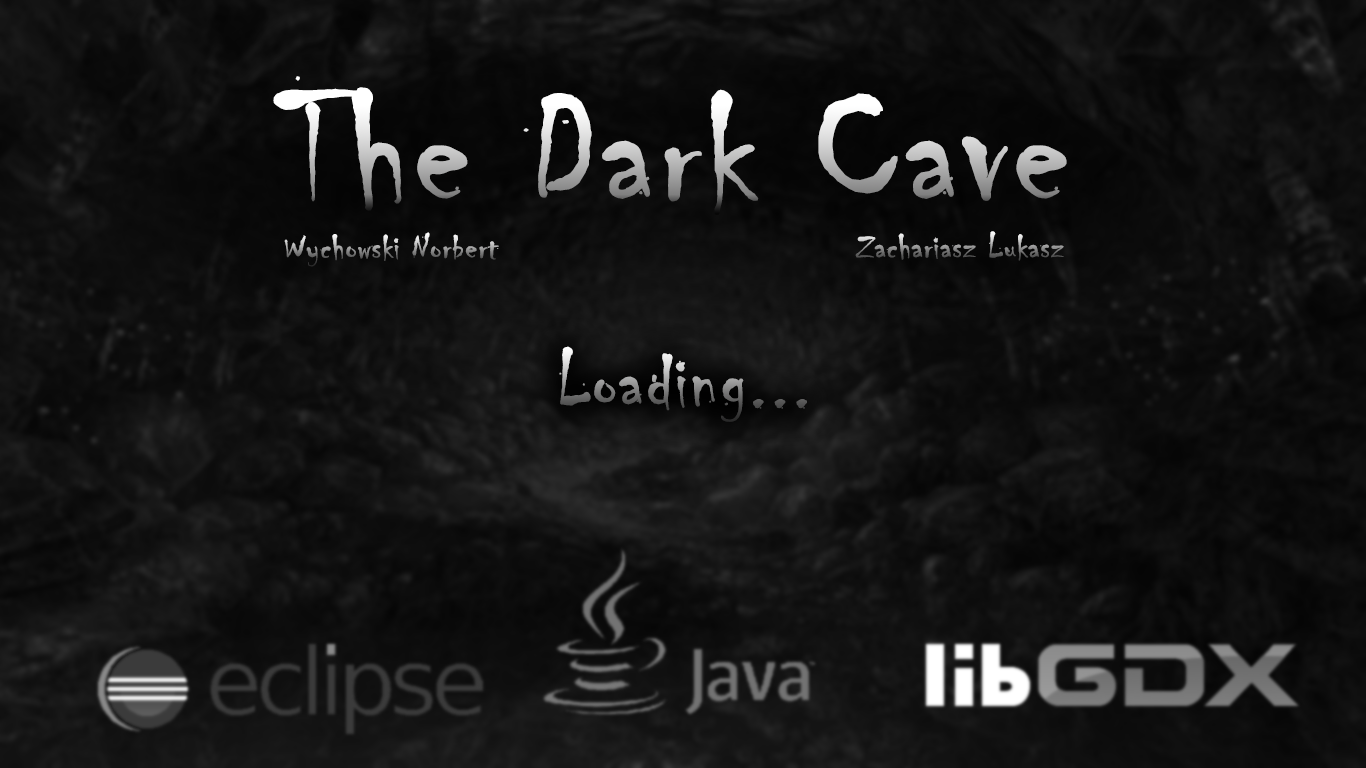 The Dark Cave
Wychowski Norbert
Zachariasz Lukasz
Loading...
eclipse
Java
libGDX